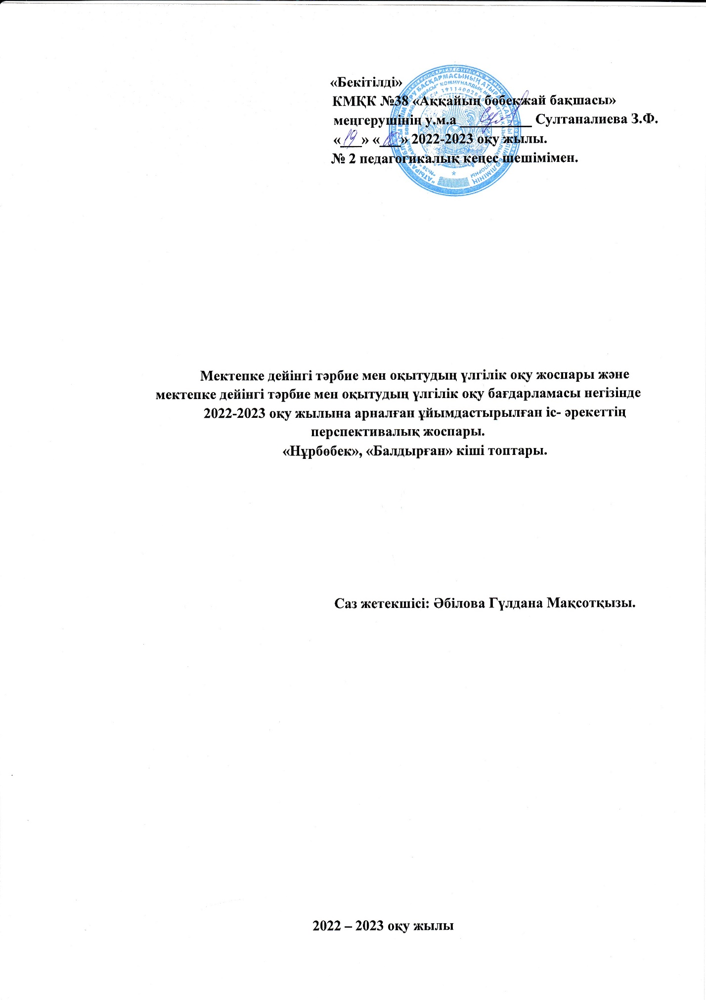 «Бекітілді»
КМҚК №38 «Аққайың бөбекжай бақшасы»
меңгерушінің у.м.а __________ Султаналиева З.Ф.
«19» «10» 2022-2023 оқу жылы.
№ 2 педагогикалық кеңес шешімімен.
Мектепке дейінгі тәрбие мен оқытудың үлгілік оқу жоспары және
мектепке дейінгі тәрбие мен оқытудың үлгілік оқу бағдарламасы негізінде
2022-2023 оқу жылына арналған ұйымдастырылған іс- әрекеттің
перспективалық жоспары.
«Нұрбөбек», «Балдырған» кіші топтары.
Саз жетекшісі: Әбілова Гүлдана Мақсотқызы.
2022 – 2023 оқу жылы